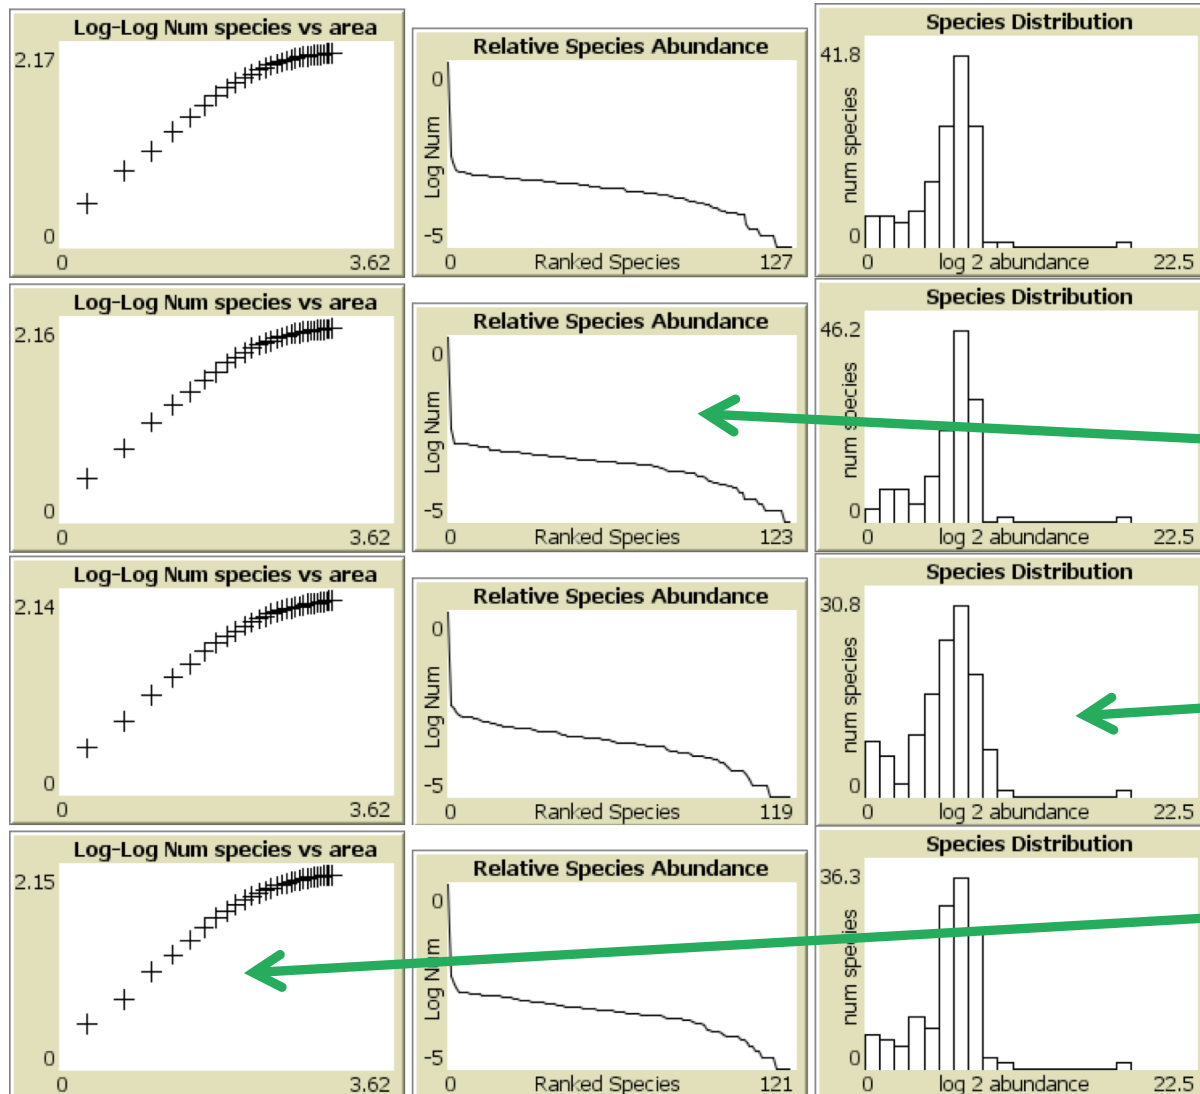 Log-Log Num species vs area
2.17
0
0 3.62
Relative Species Abundance
0
Log Num
-5
0 Ranked Species 127
Species Distribution
41.8
num species
0
0 log 2 abundance 22.5
Log-Log Num species vs area
2.16
0
0 3.62
Relative Species Abundance
0
Log Num
-5
0 Ranked Species 123
Species Distribution
46.2
num species
0
0 log 2 abundance 22.5
Log-Log Num species vs area
2.14
0
0 3.62
Relative Species Abundance
0
Log Num
-5
0 Ranked Species 119
Species Distribution
30.8
num species
0
0 log 2 abundance 22.5
Log-Log Num species vs area
2.15
0
0 3.62
Relative Species Abundance
0
Log Num
-5
0 Ranked Species 121
Species Distribution
36.3
num species
0
0 log 2 abundance 22.5